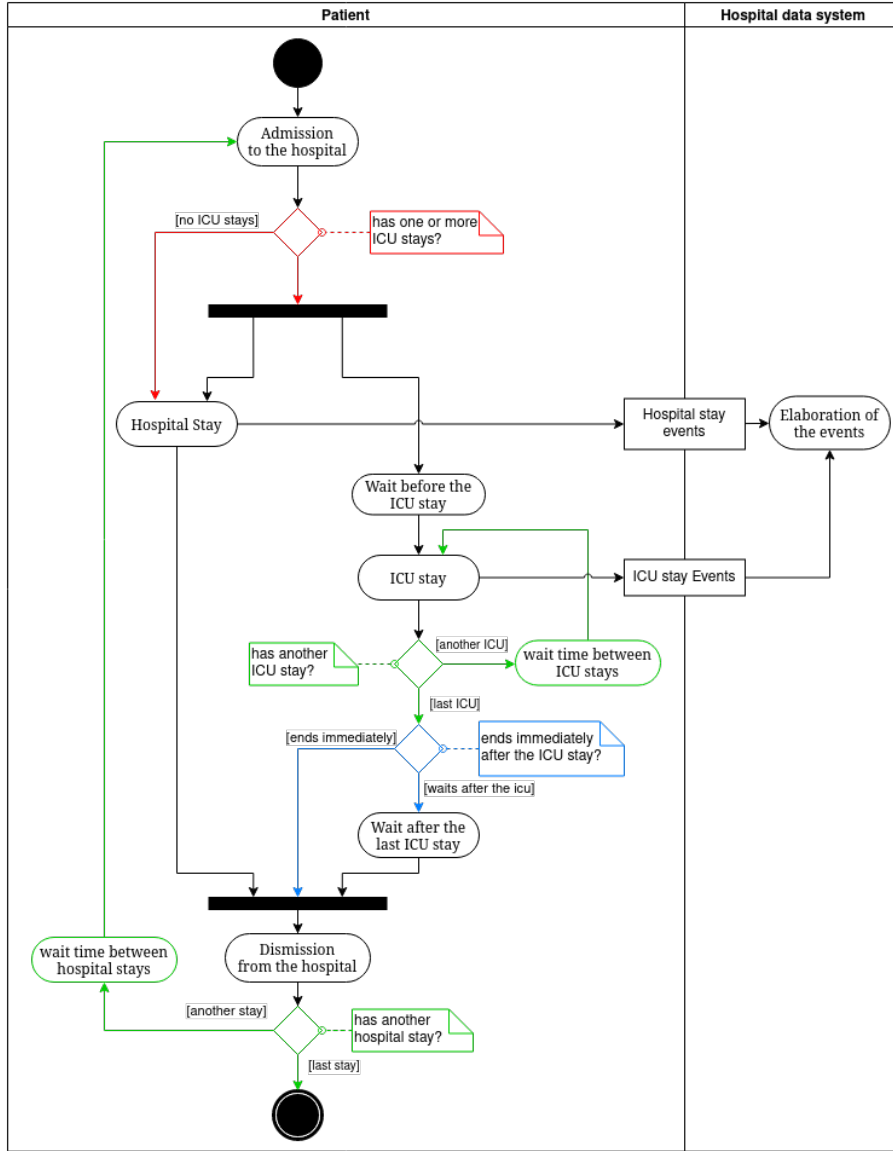 Patient
Hospital data system
Admission
to the hospital
[no ICU stays]
has one or more
ICU stays?
Hospital Stay
Hospital stay
events
Elaboration of
the events
Wait before the
ICU stay
ICU stay
ICU stay Events
has another
ICU stay?
[another ICU]
wait time between
ICU stays
[last ICU]
[ends immediately]
ends immediately
after the ICU stay?
[waits after the icu]
Wait after the
last ICU stay
wait time between
hospital stays
Dismission
from the hospital
[another stay]
has another
hospital stay?
[last stay]